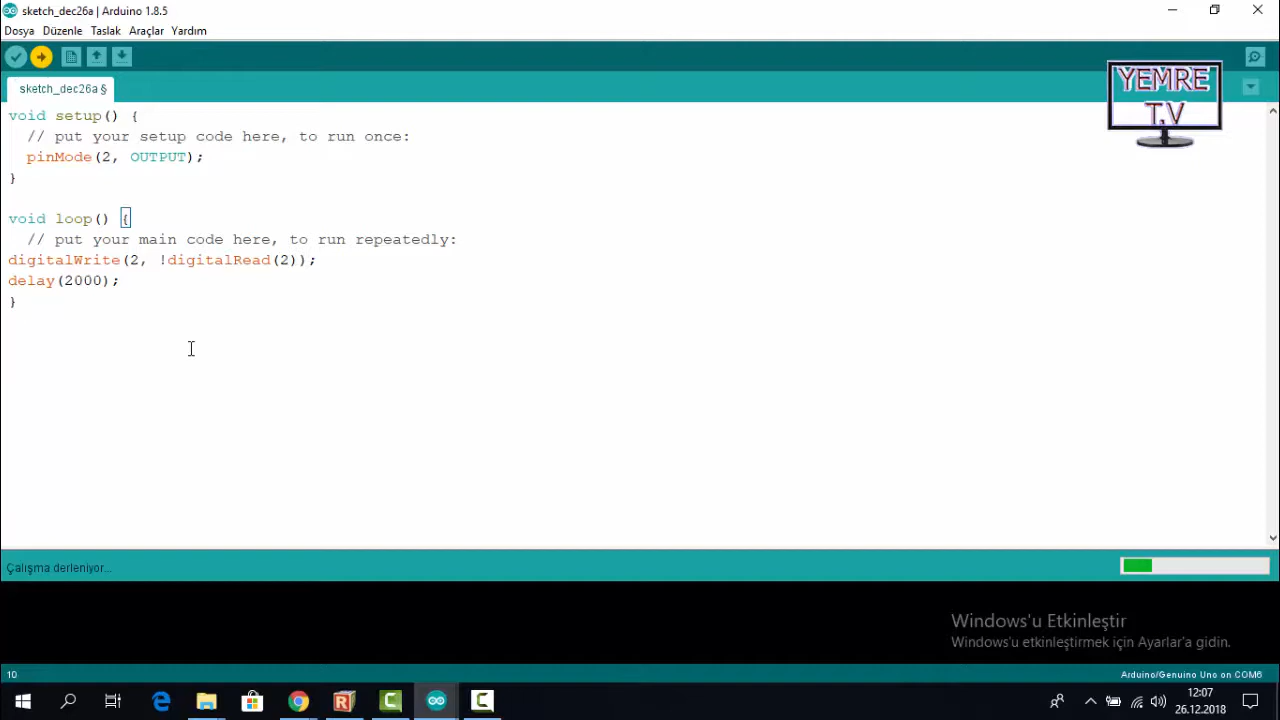 sketch_dec26a | Arduino 1.8.5
Dosya Düzenle Taslak Araçlar Yardım
sketch_dec26a §
YEMRE
T.V
void setup() {
  // put your setup code here, to run once:
  pinMode(2, OUTPUT);
}
void loop() {
  // put your main code here, to run repeatedly:
digitalWrite(2, !digitalRead(2));
delay(2000);
}
Çalışma derleniyor...
Windows'u Etkinleştir
Windows'u etkinleştirmek için Ayarlar'a gidin.
10
Arduino/Genuino Uno on COM6
12:07
26.12.2018